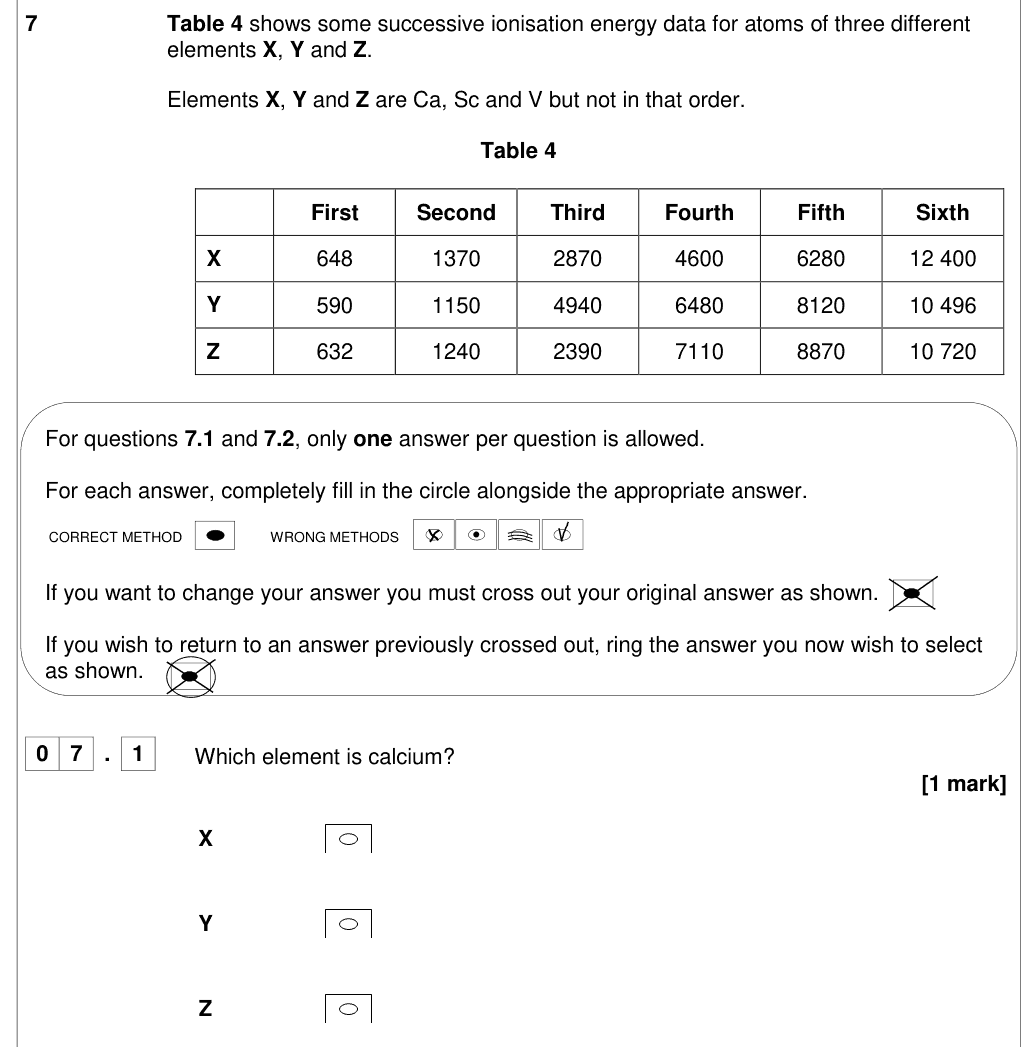 7 Table 4 shows some successive ionisation energy data for atoms of three different
elements X, Y and Z.
Elements X, Y and Z are Ca, Sc and V but not in that order.
Table 4
First Second Third Fourth Fifth Sixth
X 648 1370 2870 4600 6280 12 400
Y 590 1150 4940 6480 8120 10 496
Z 632 1240 2390 7110 8870 10 720
For questions 7.1 and 7.2, only one answer per question is allowed.
For each answer, completely fill in the circle alongside the appropriate answer.
CORRECT METHOD WRONG METHODS
If you want to change your answer you must cross out your original answer as shown.
If you wish to return to an answer previously crossed out, ring the answer you now wish to select
as shown.
0 7 . 1 Which element is calcium?
[1 mark]
X
Y
Z